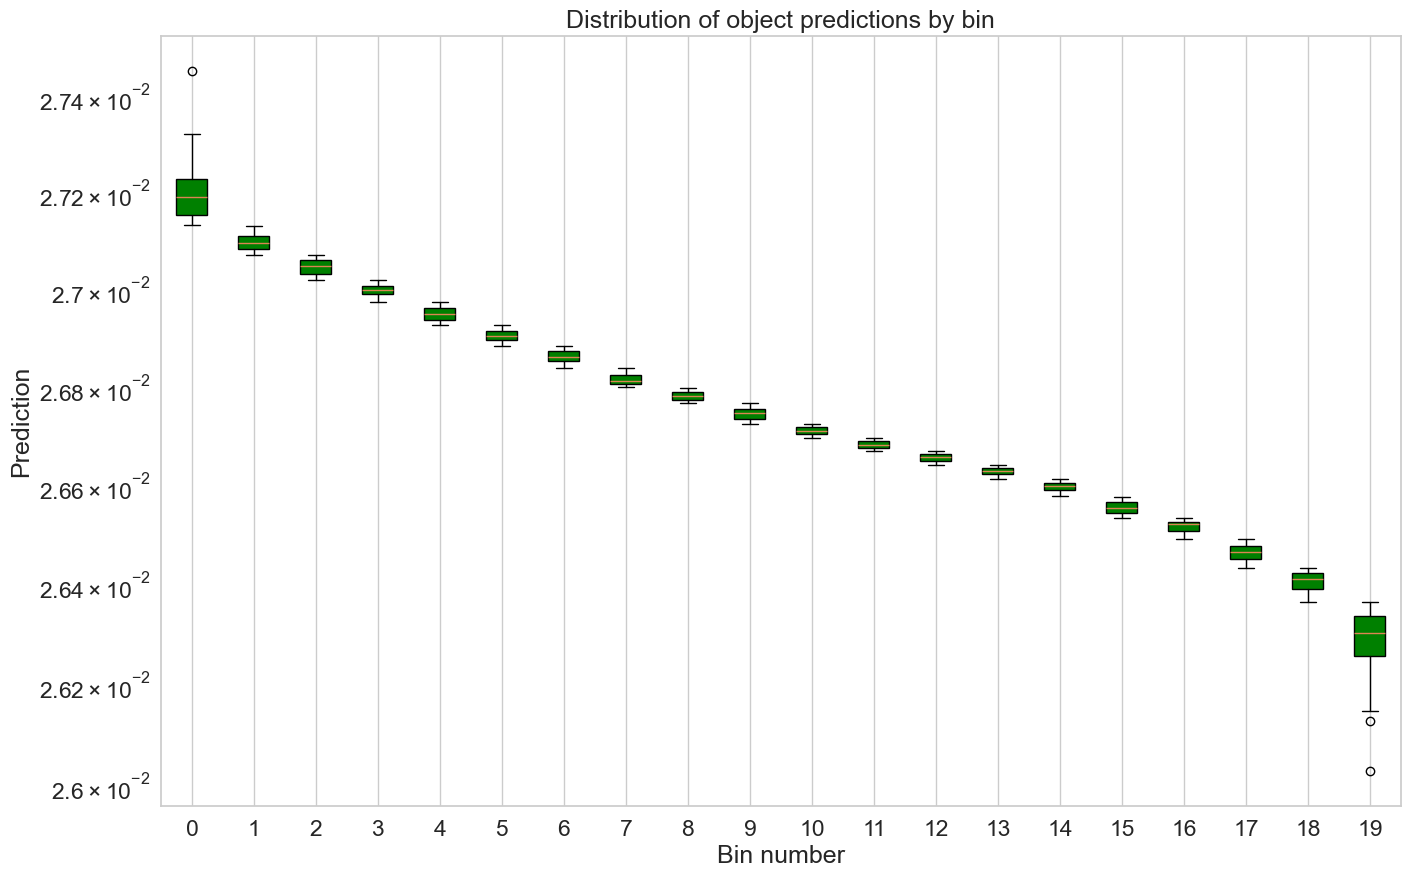 Distribution of object predictions by bin
2.74 × 10⁻²
2.72 × 10⁻²
2.7 × 10⁻²
2.68 × 10⁻²
2.66 × 10⁻²
2.64 × 10⁻²
2.62 × 10⁻²
2.6 × 10⁻²
Prediction
0 1 2 3 4 5 6 7 8 9 10 11 12 13 14 15 16 17 18 19
Bin number